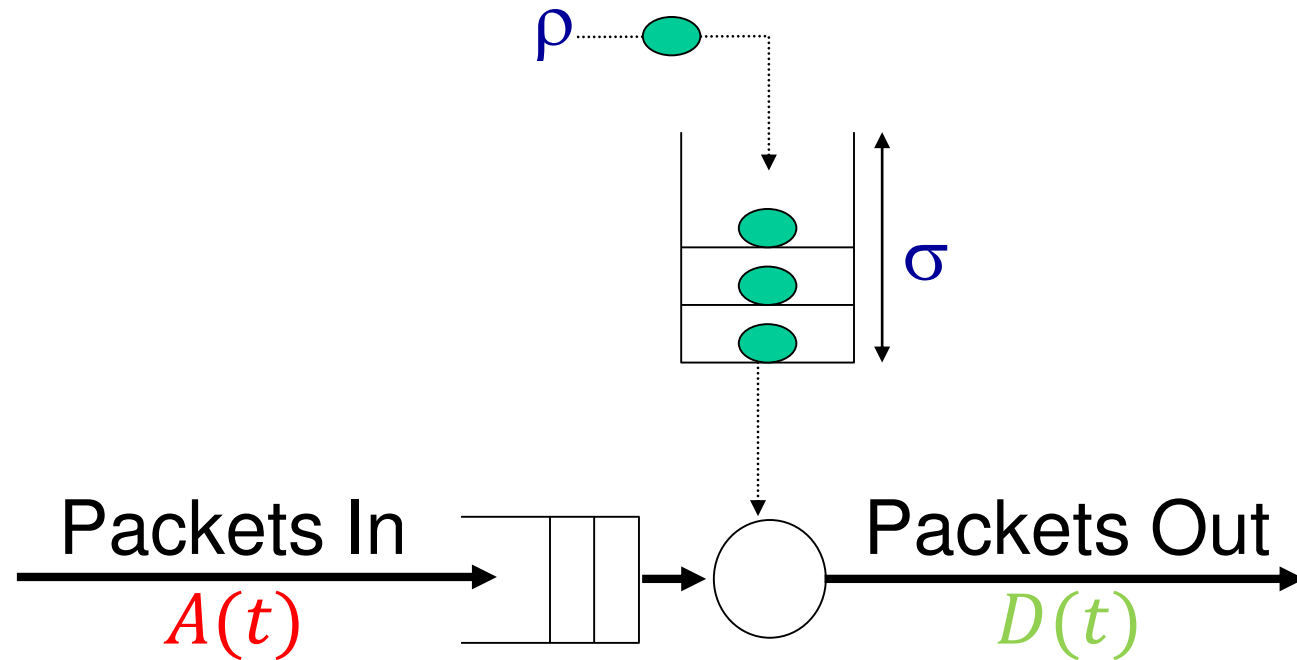 ρ
σ
Packets In
A(t)
Packets Out
D(t)